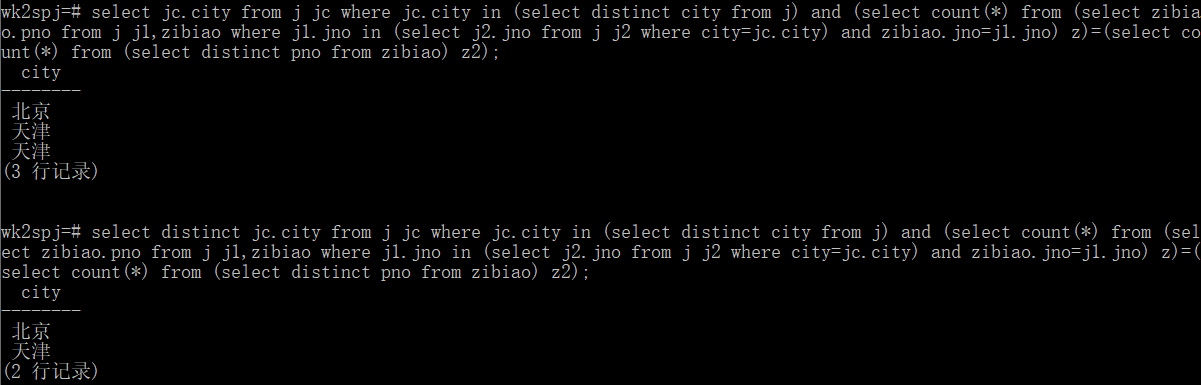 wk2spj=# select jc.city from j jc where jc.city in (select distinct city from j) and (select count(*) from (select zibia
o.pno from j j1,zibiao where j1.jno in (select j2.jno from j j2 where city=jc.city) and zibiao.jno=j1.jno) z)=(select co
unt(*) from (select distinct pno from zibiao) z2);
city
--------
北京
天津
天津
(3 行记录)
wk2spj=# select distinct jc.city from j jc where jc.city in (select distinct city from j) and (select count(*) from (sel
ect zibiao.pno from j j1,zibiao where j1.jno in (select j2.jno from j j2 where city=jc.city) and zibiao.jno=j1.jno) z)=(
select count(*) from (select distinct pno from zibiao) z2);
city
--------
北京
天津
(2 行记录)